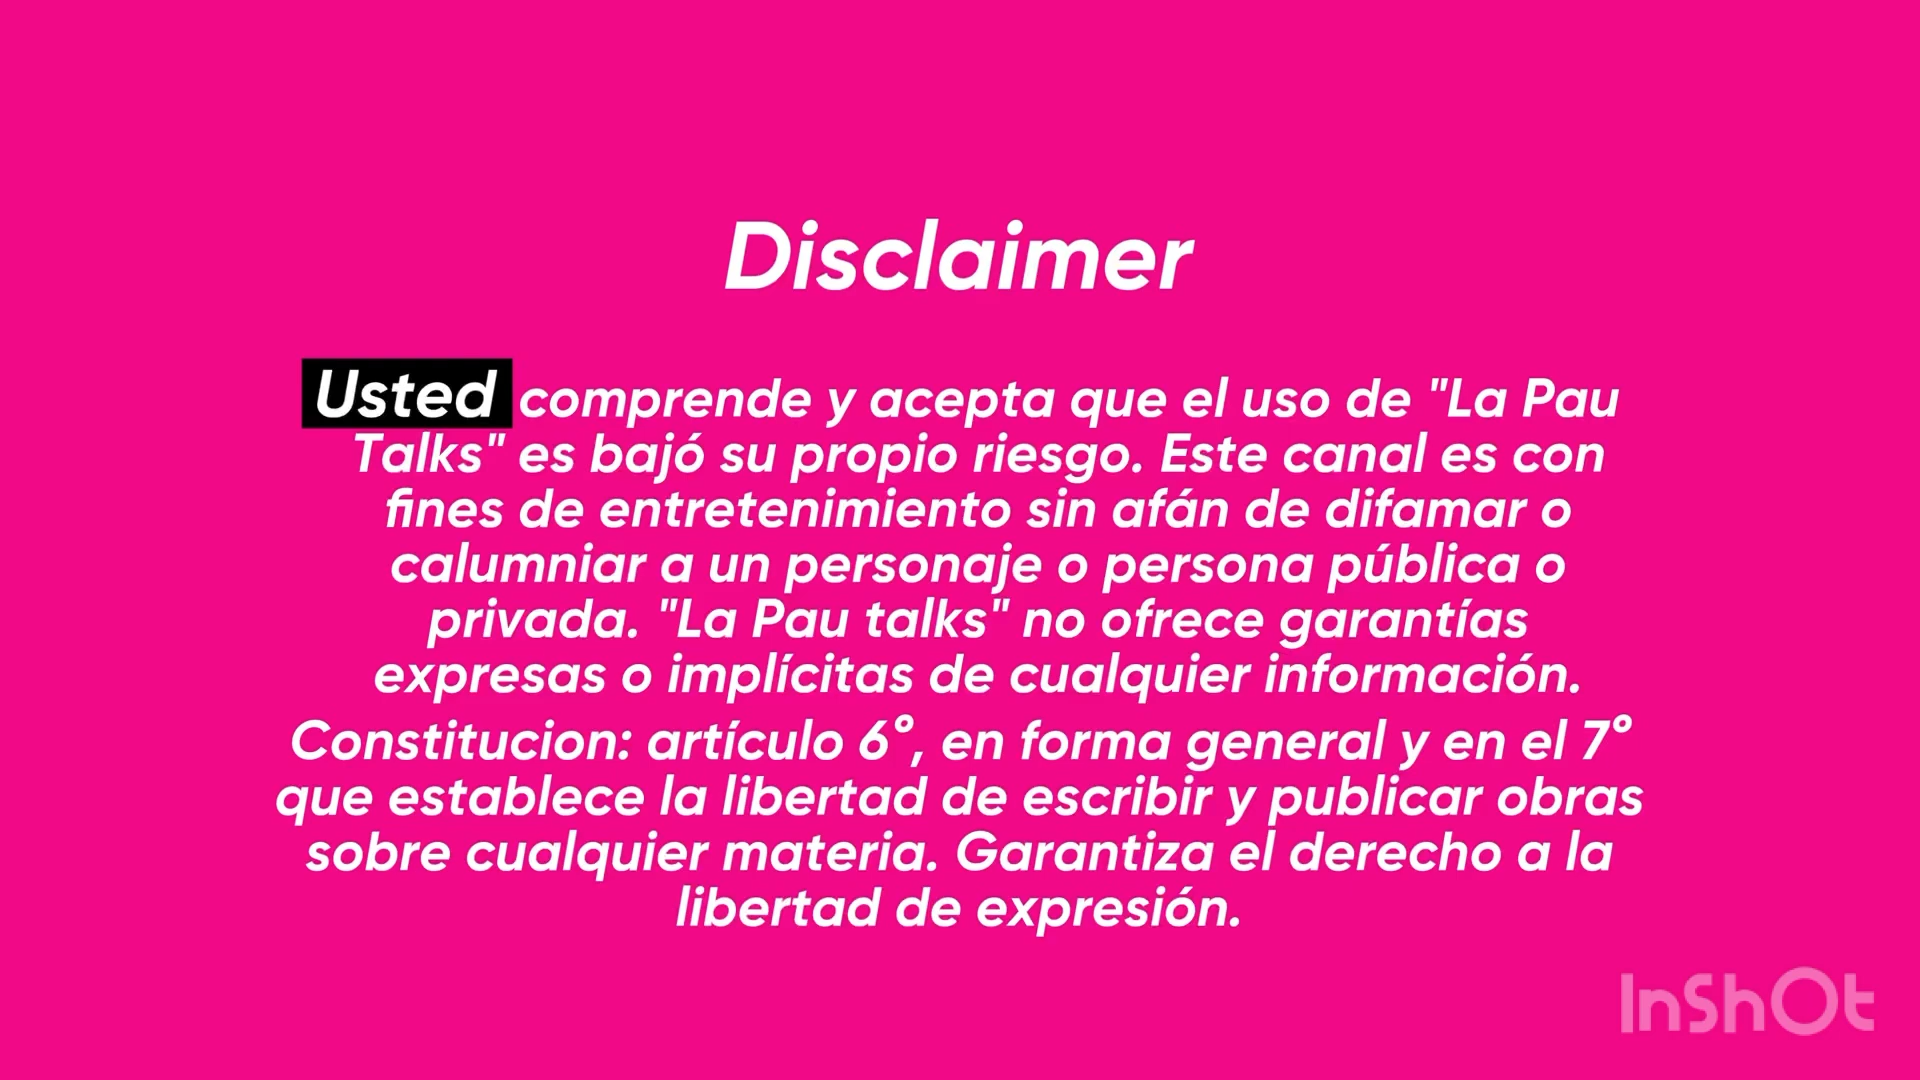 Disclaimer
Usted comprende y acepta que el uso de "La Pau
Talks" es bajó su propio riesgo. Este canal es con
fines de entretenimiento sin afán de difamar o
calumniar a un personaje o persona pública o
privada. "La Pau talks" no ofrece garantías
expresas o implícitas de cualquier información.
Constitucion: artículo 6°, en forma general y en el 7°
que establece la libertad de escribir y publicar obras
sobre cualquier materia. Garantiza el derecho a la
libertad de expresión.
InShOt